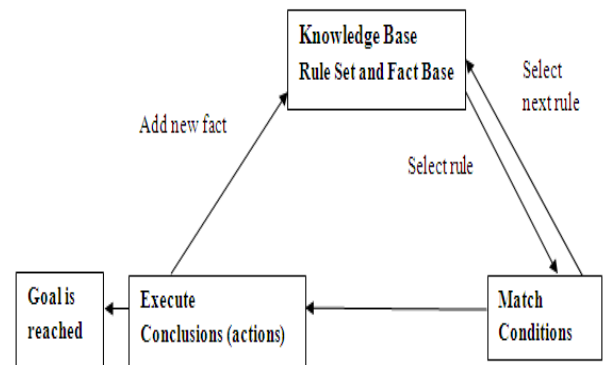 Knowledge Base
Rule Set and Fact Base
Select
next rule
Add new fact
Select rule
Goal is
reached
Execute
Conclusions (actions)
Match
Conditions